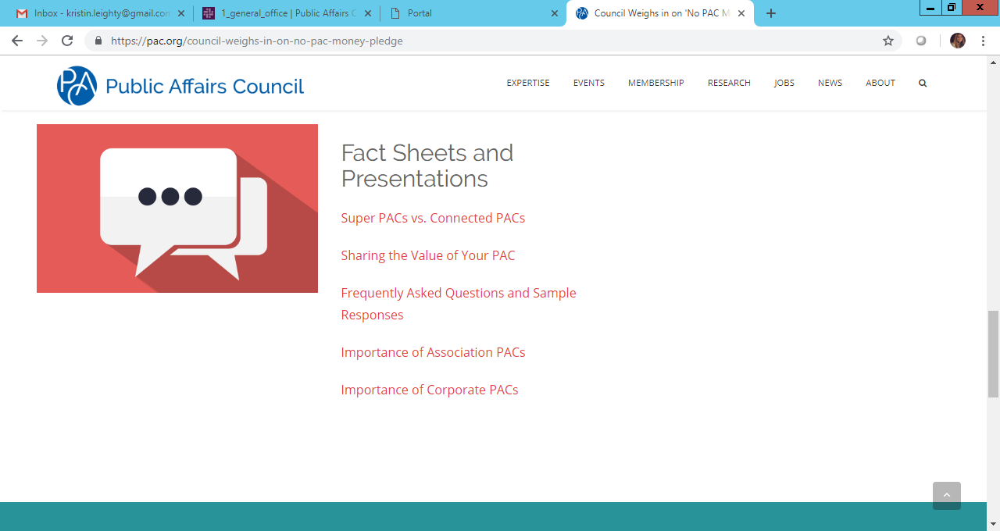 Inbox - kristin.leighty@gmail.con
1_general_office | Public Affairs C
Portal
Council Weighs in on 'No PAC M
https://pac.org/council-weighs-in-on-no-pac-money-pledge
PAC
Public Affairs Council
EXPERTISE
EVENTS
MEMBERSHIP
RESEARCH
JOBS
NEWS
ABOUT
Fact Sheets and
Presentations
Super PACs vs. Connected PACs
Sharing the Value of Your PAC
Frequently Asked Questions and Sample
Responses
Importance of Association PACs
Importance of Corporate PACs